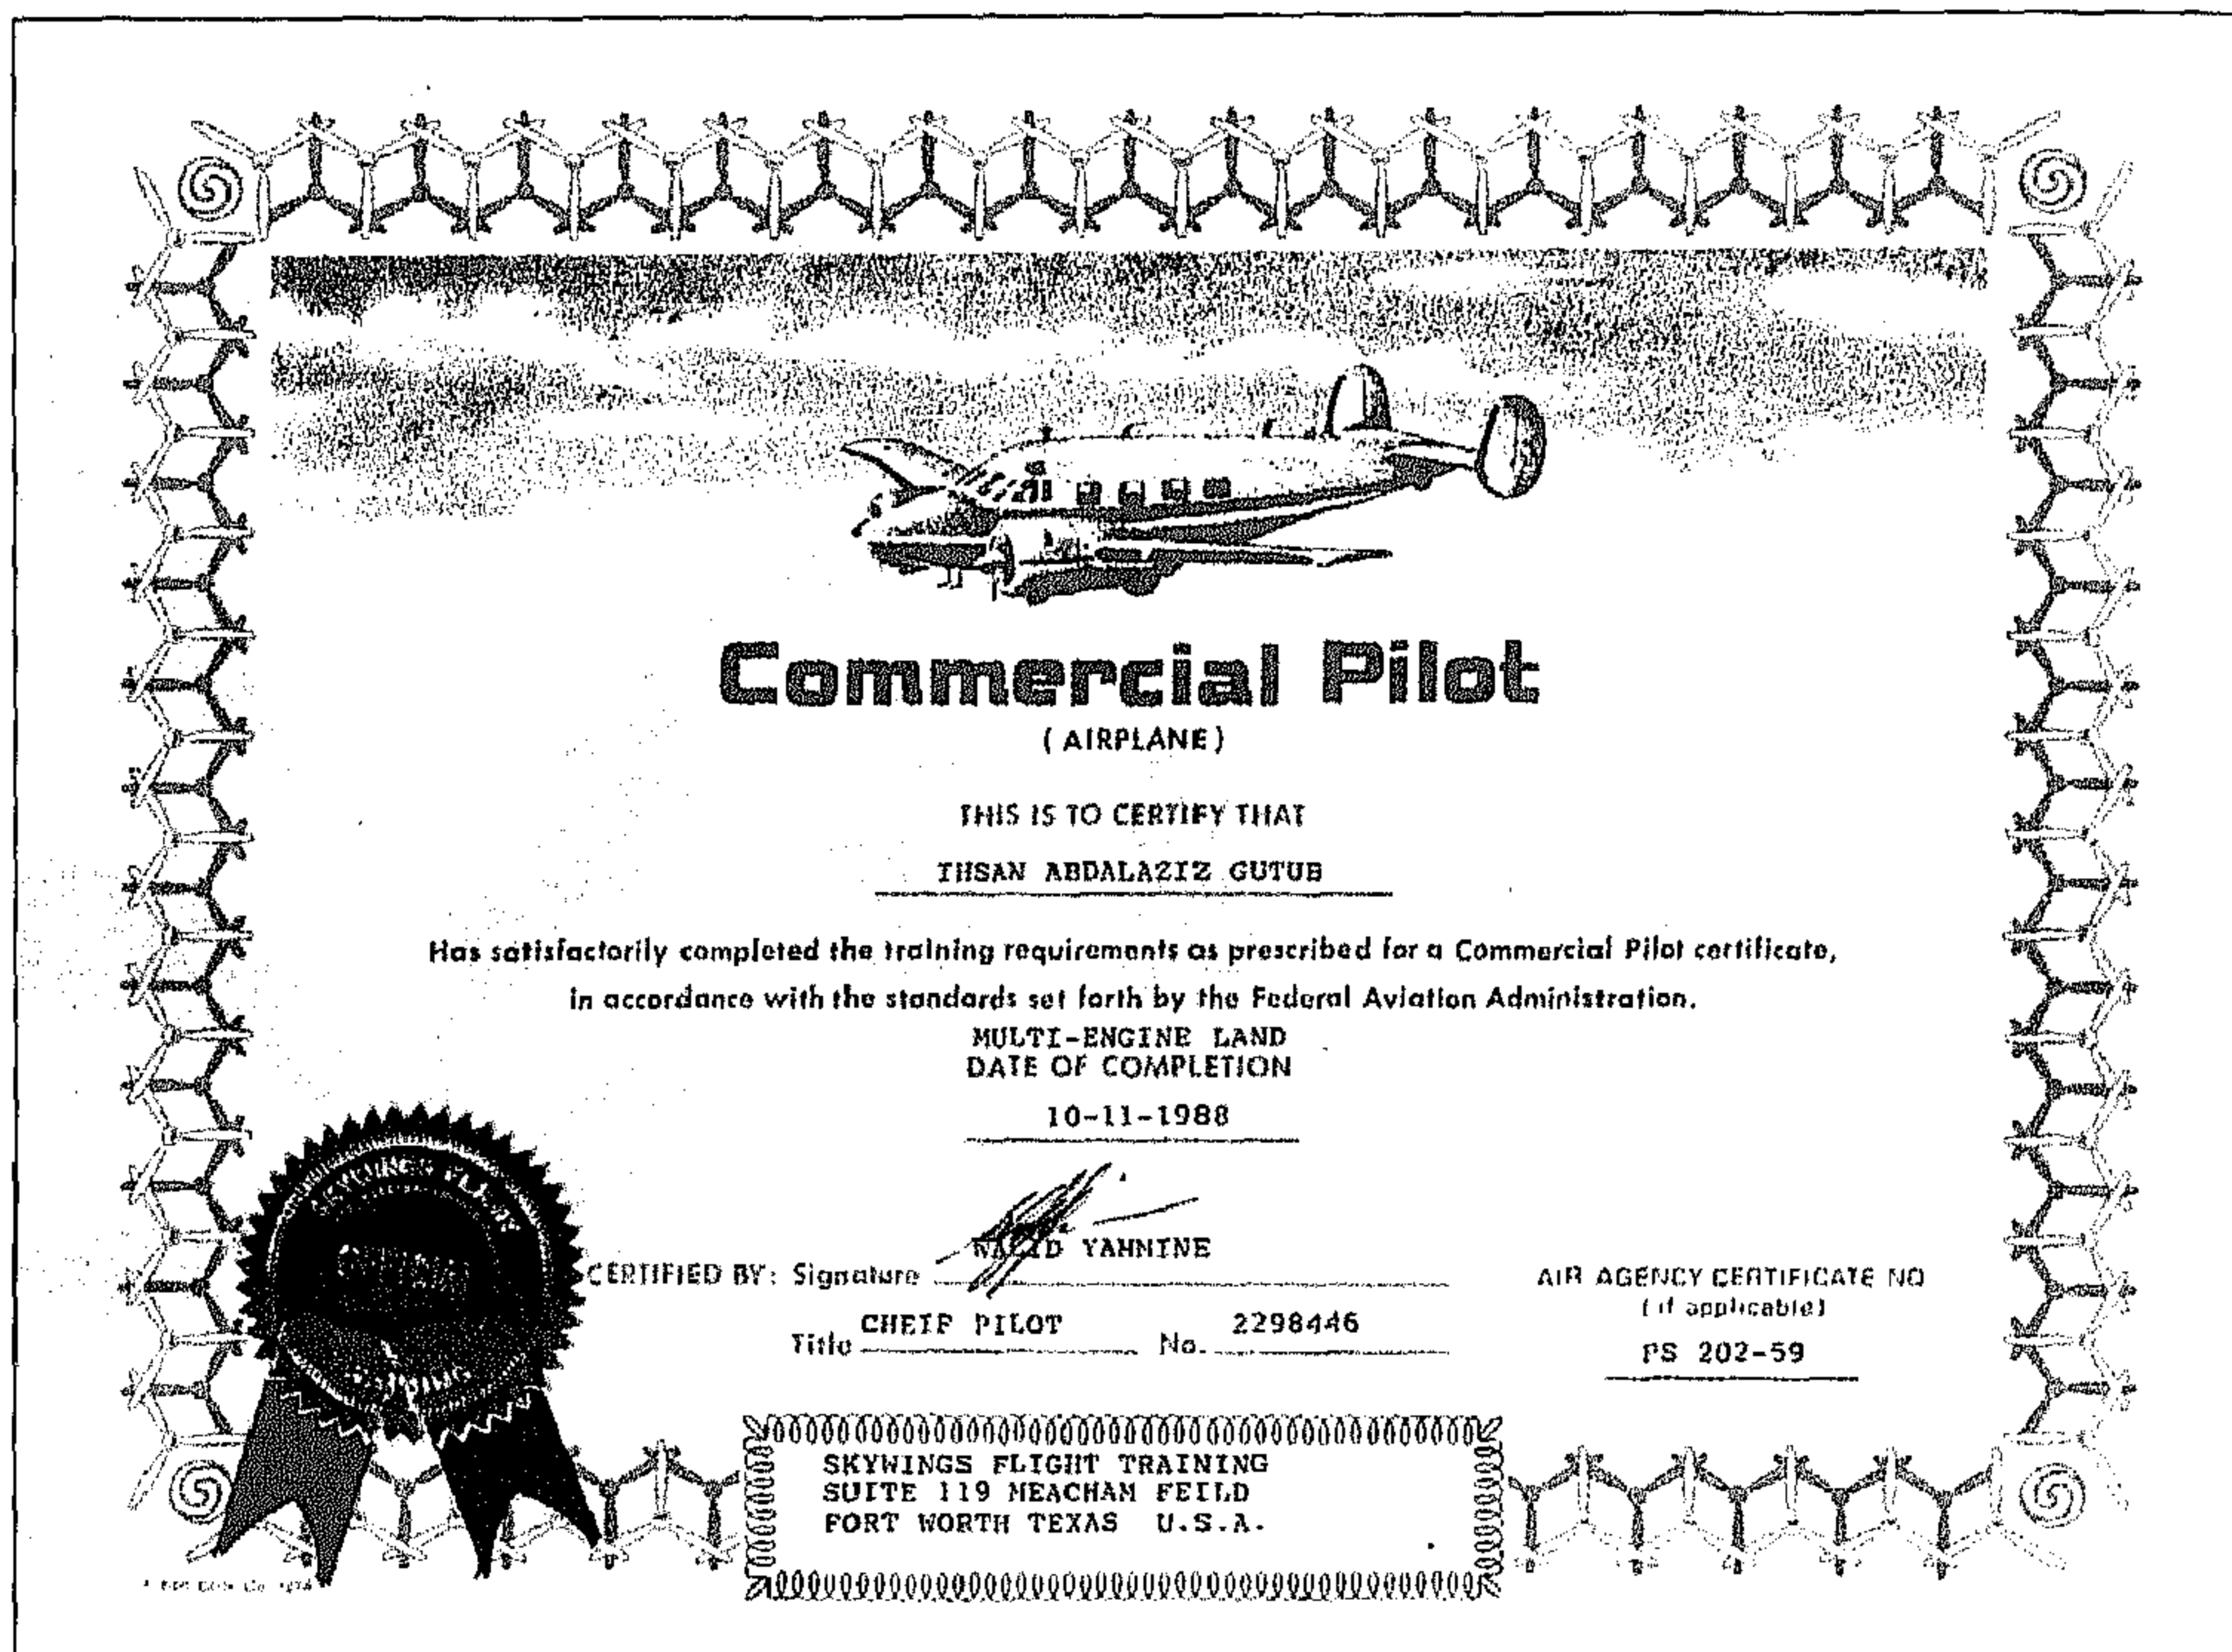 Commercial Pilot
(AIRPLANE)
THIS IS TO CERTIFY THAT
IHSAN ABDALAZIZ GUTUB
Has satisfactorily completed the training requirements as prescribed for a Commercial Pilot certificate,
in accordance with the standards set forth by the Federal Aviation Administration.
MULTI-ENGINE LAND
DATE OF COMPLETION
10-11-1988
WALID YAHNINE
CERTIFIED BY: Signature
CHEIF PILOT 2298446
Title No.
AIR AGENCY CERTIFICATE NO
(if applicable)
PS 202-59
SKYWINGS FLIGHT TRAINING
SUITE 119 MEACHAM FEILD
FORT WORTH TEXAS U.S.A.
SKYWINGS